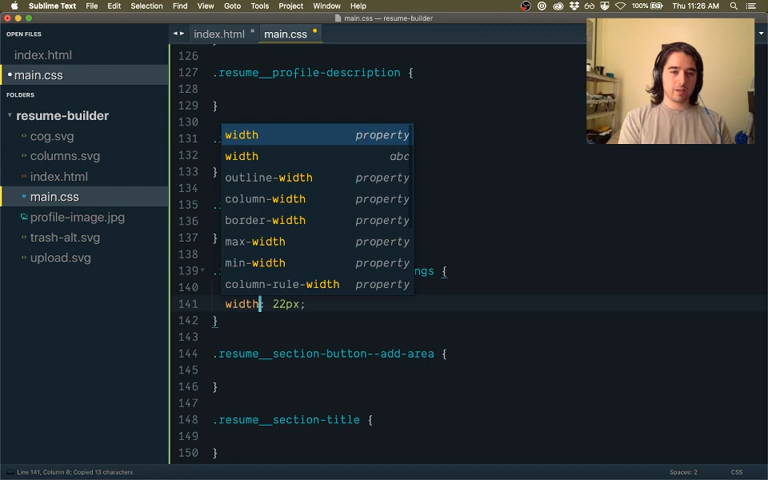 Sublime Text File Edit Selection Find View Goto Tools Project Window Help 100% Thu 11:26 AM
main.css — resume-builder
OPEN FILES
index.html
main.css
FOLDERS
resume-builder
cog.svg
columns.svg
index.html
main.css
profile-image.jpg
trash-alt.svg
upload.svg
index.html × main.css
126
127 .resume__profile-description {
128
129 }
130
131
132
133 }
134
135
136
137 }
138
139 ngs {
140
141 width: 22px;
142 }
143
144 .resume__section-button--add-area {
145
146 }
147
148 .resume__section-title {
149
150 }
width property
width abc
outline-width property
column-width property
border-width property
max-width property
min-width property
column-rule-width property
Line 141, Column 8; Copied 13 characters
Spaces: 2 CSS